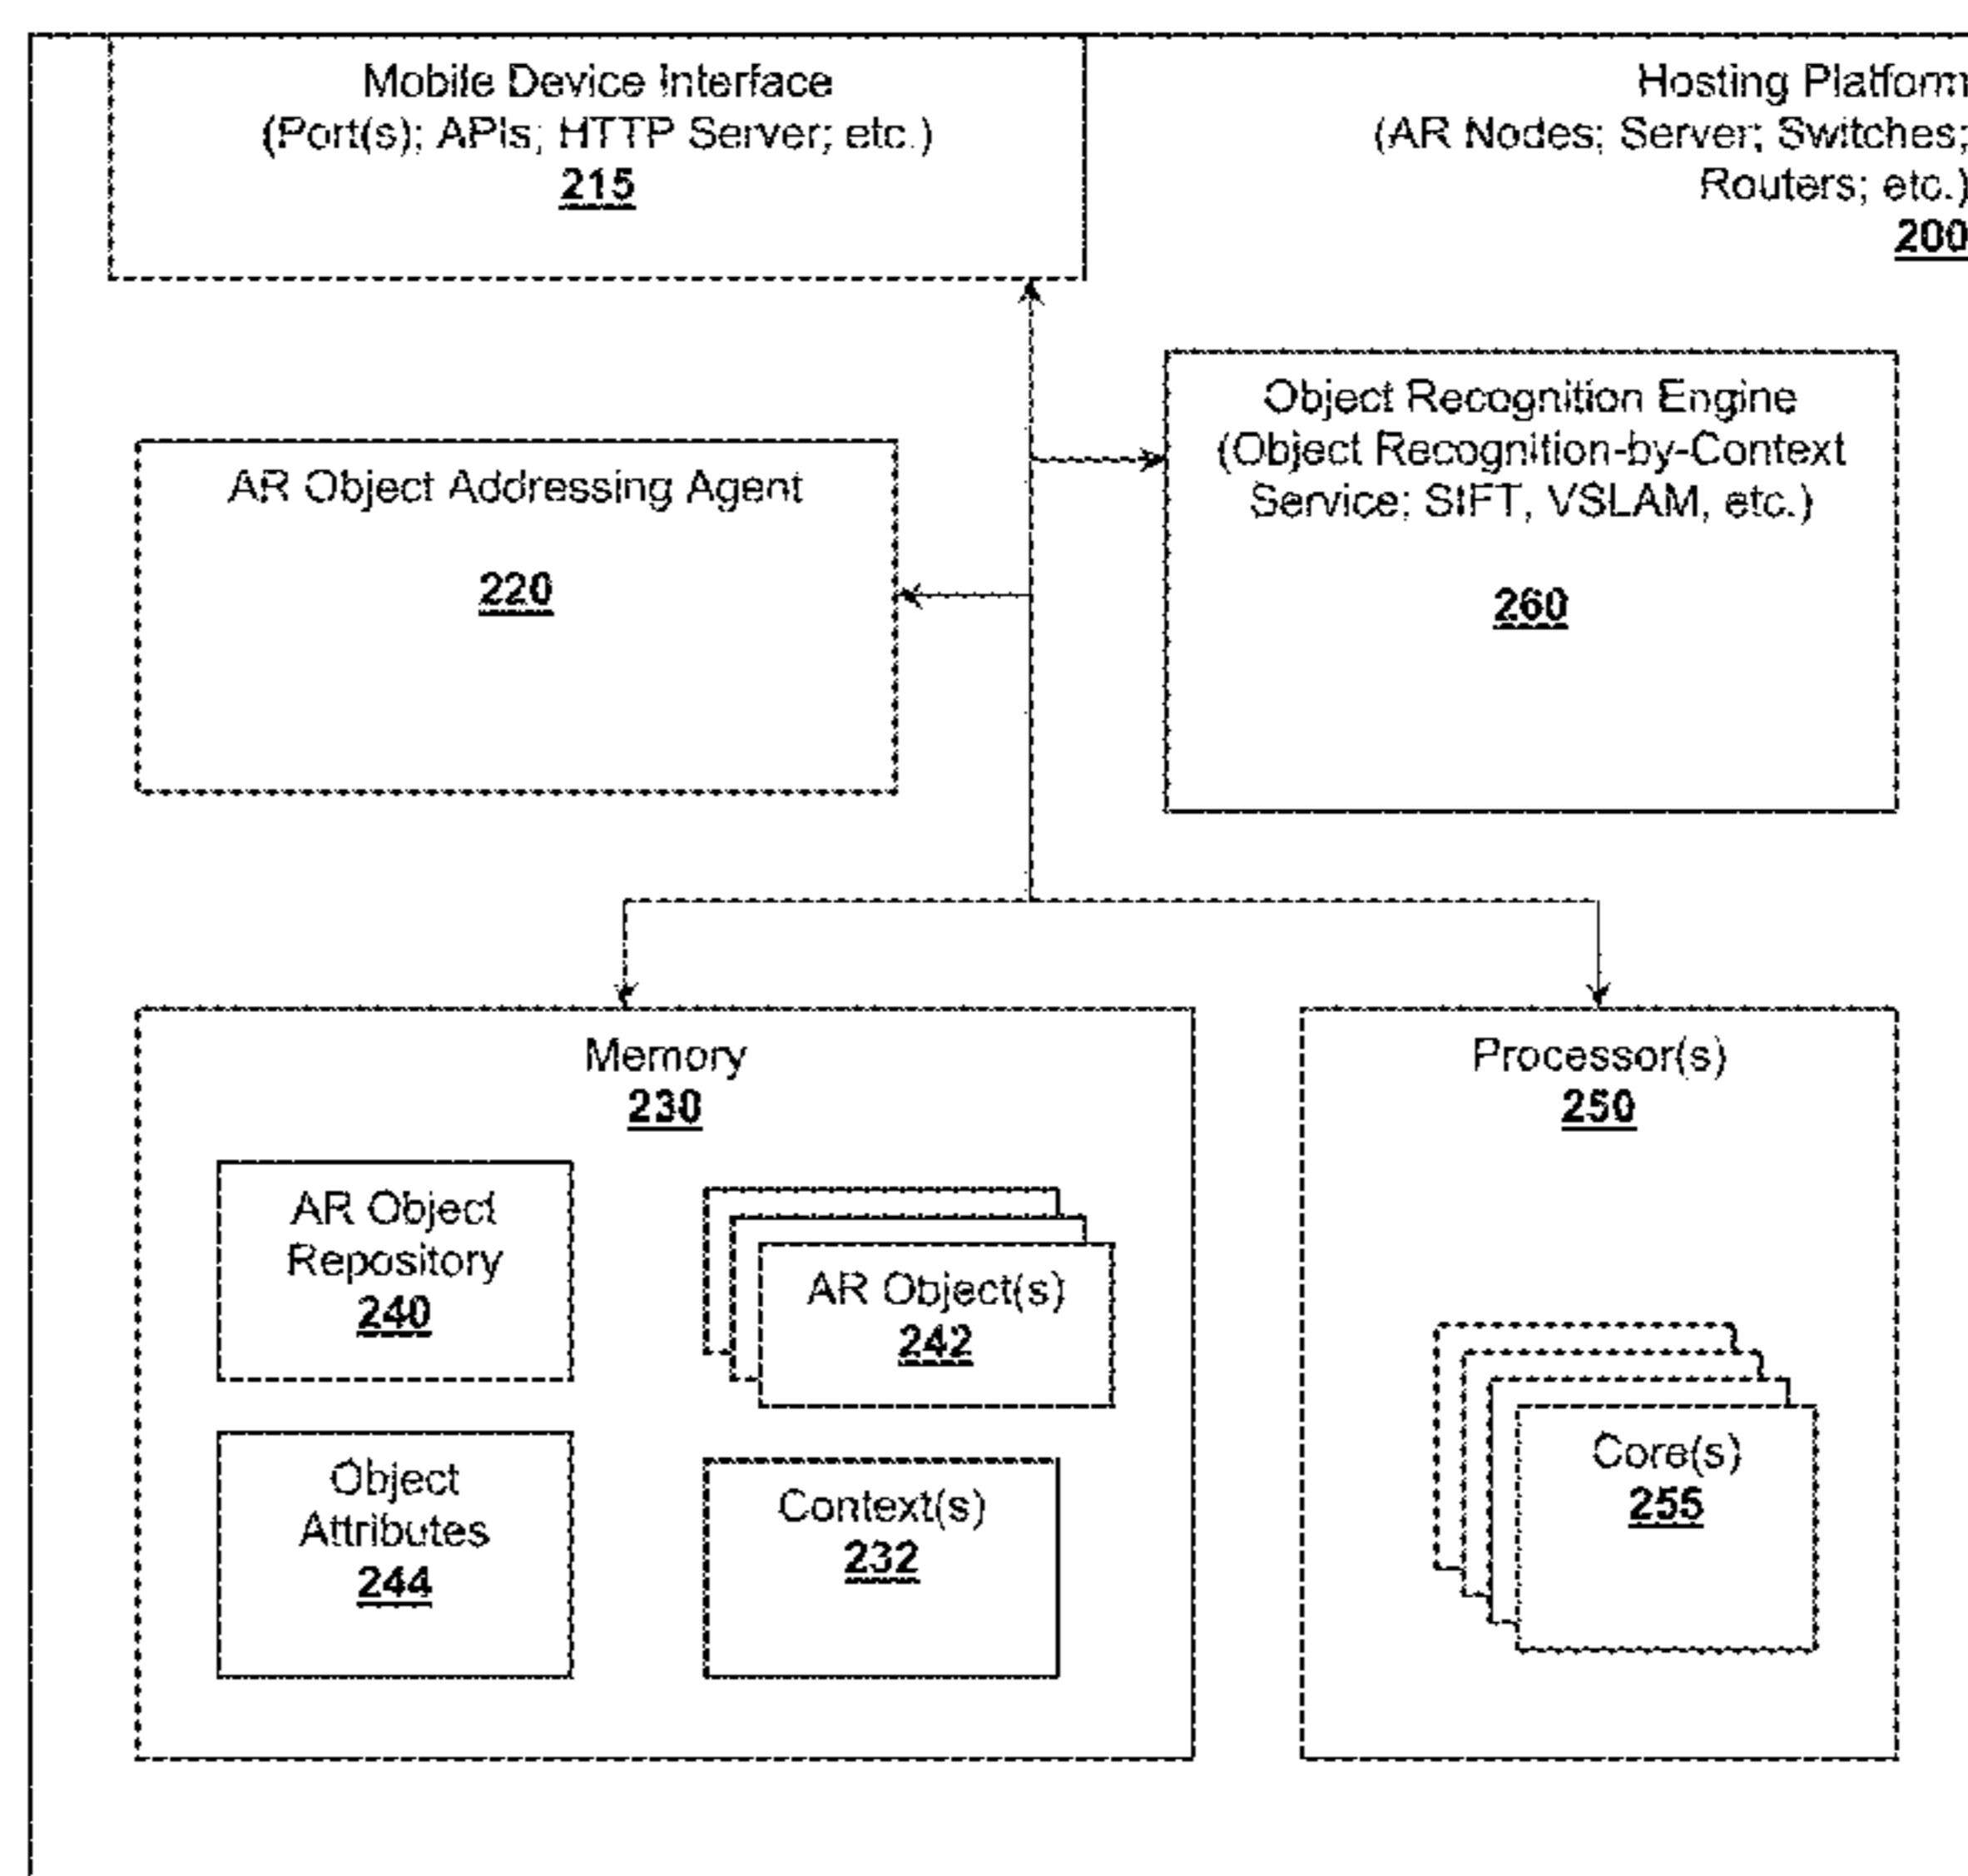 Mobile Device Interface
(Port(s); APIs; HTTP Server; etc.)
215
Hosting Platform
(AR Nodes; Server; Switches;
Routers; etc.)
200
Object Recognition Engine
(Object Recognition-by-Context
Service; SIFT, VSLAM, etc.)
260
AR Object Addressing Agent
220
Memory
230
AR Object
Repository
240
AR Object(s)
242
Object
Attributes
244
Context(s)
232
Processor(s)
250
Core(s)
255